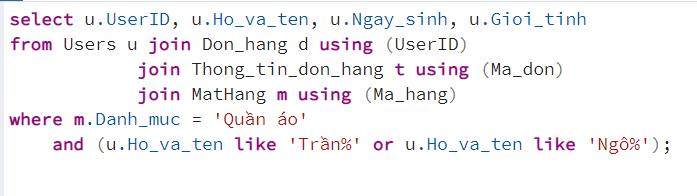 select u.UserID, u.Ho_va_ten, u.Ngay_sinh, u.Gioi_tinh
from Users u join Don_hang d using (UserID)
join Thong_tin_don_hang t using (Ma_don)
join MatHang m using (Ma_hang)
where m.Danh_muc = 'Quần áo'
and (u.Ho_va_ten like 'Trần%' or u.Ho_va_ten like 'Ngô%');